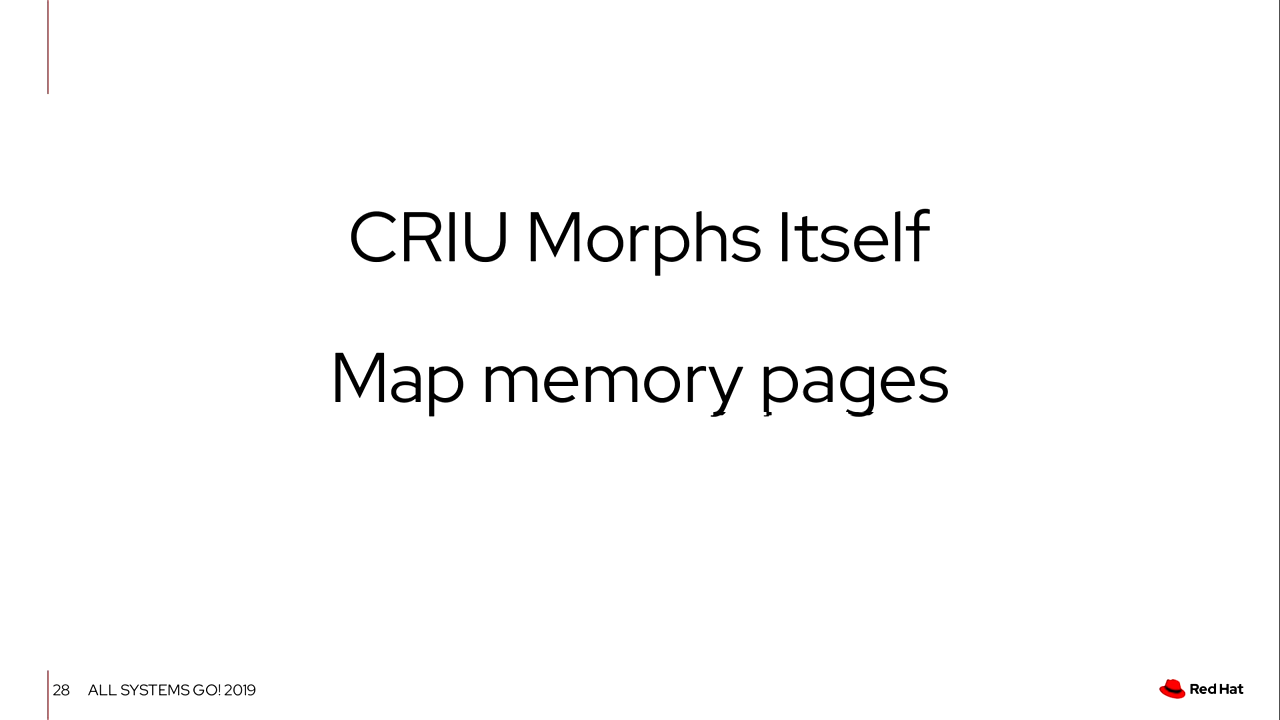 CRIU Morphs Itself
Map memory pages
28 ALL SYSTEMS GO! 2019
Red Hat